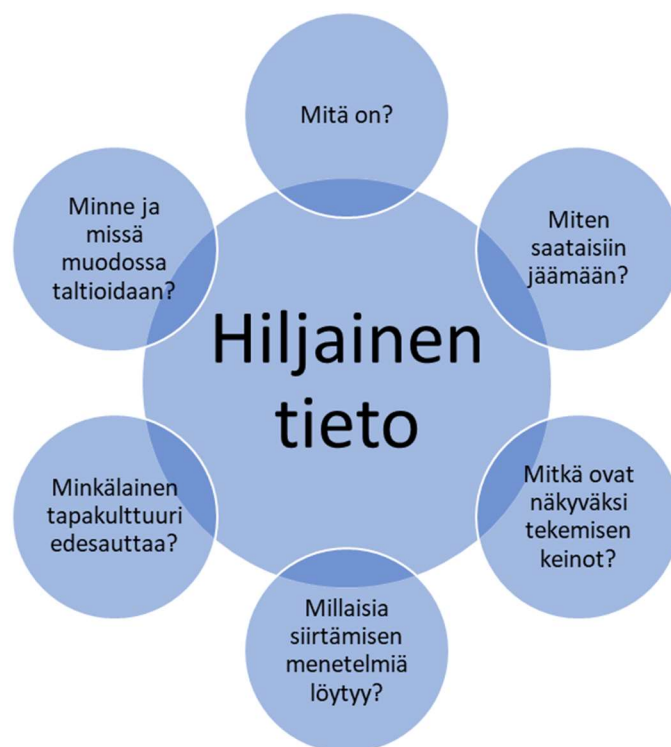 Mitä on?
Miten
saataisiin
jäämään?
Mitkä ovat
näkyväksi
tekemisen
keinot?
Millaisia
siirtämisen
menetelmiä
löytyy?
Minkälainen
tapakulttuuri
edesauttaa?
Minne ja
missä
muodossa
taltioidaan?
Hiljainen
tieto